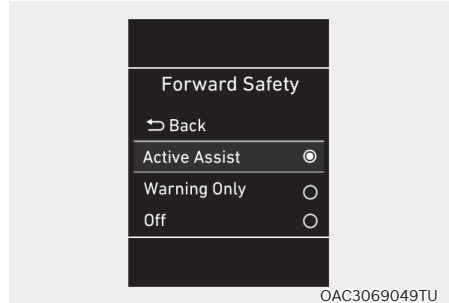 Forward Safety
Back
Active Assist
Warning Only
Off
OAC3069049TU